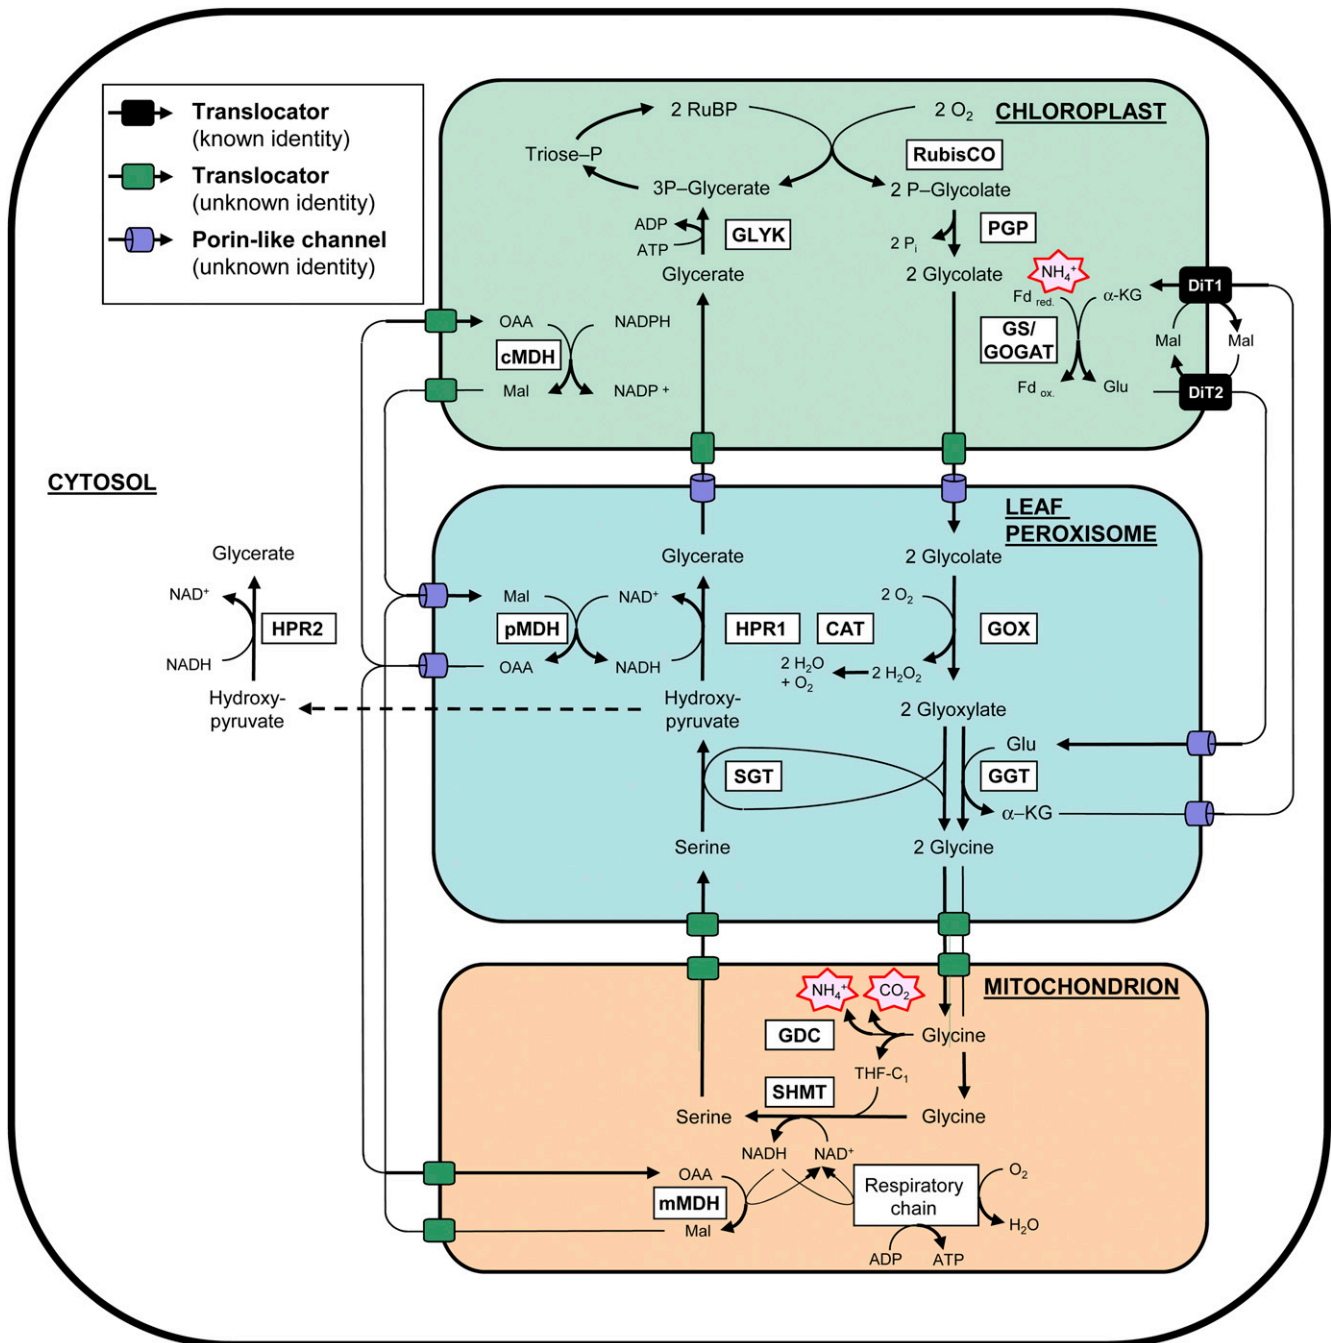 Translocator
(known identity)
Translocator
(unknown identity)
Porin-like channel
(unknown identity)
CHLOROPLAST
2 RuBP
2 O₂
Triose–P
RubisCO
3P–Glycerate
2 P–Glycolate
ADP
ATP
GLYK
PGP
2 Pᵢ
Glycerate
2 Glycolate
NH₄⁺
Fd red.
α-KG
DiT1
GS/
GOGAT
Mal
Mal
OAA
NADPH
cMDH
Mal
NADP +
Fd ox.
Glu
DiT2
CYTOSOL
LEAF
PEROXISOME
Glycerate
NAD⁺
HPR2
NADH
Hydroxy-
pyruvate
Glycerate
2 Glycolate
Mal
NAD⁺
2 O₂
pMDH
HPR1
CAT
GOX
OAA
NADH
2 H₂O
+ O₂
2 H₂O₂
Hydroxy-
pyruvate
2 Glyoxylate
Glu
SGT
GGT
α–KG
Serine
2 Glycine
MITOCHONDRION
NH₄⁺
CO₂
GDC
Glycine
THF-C₁
SHMT
Serine
Glycine
NADH
NAD⁺
OAA
mMDH
Mal
Respiratory
chain
O₂
H₂O
ADP
ATP